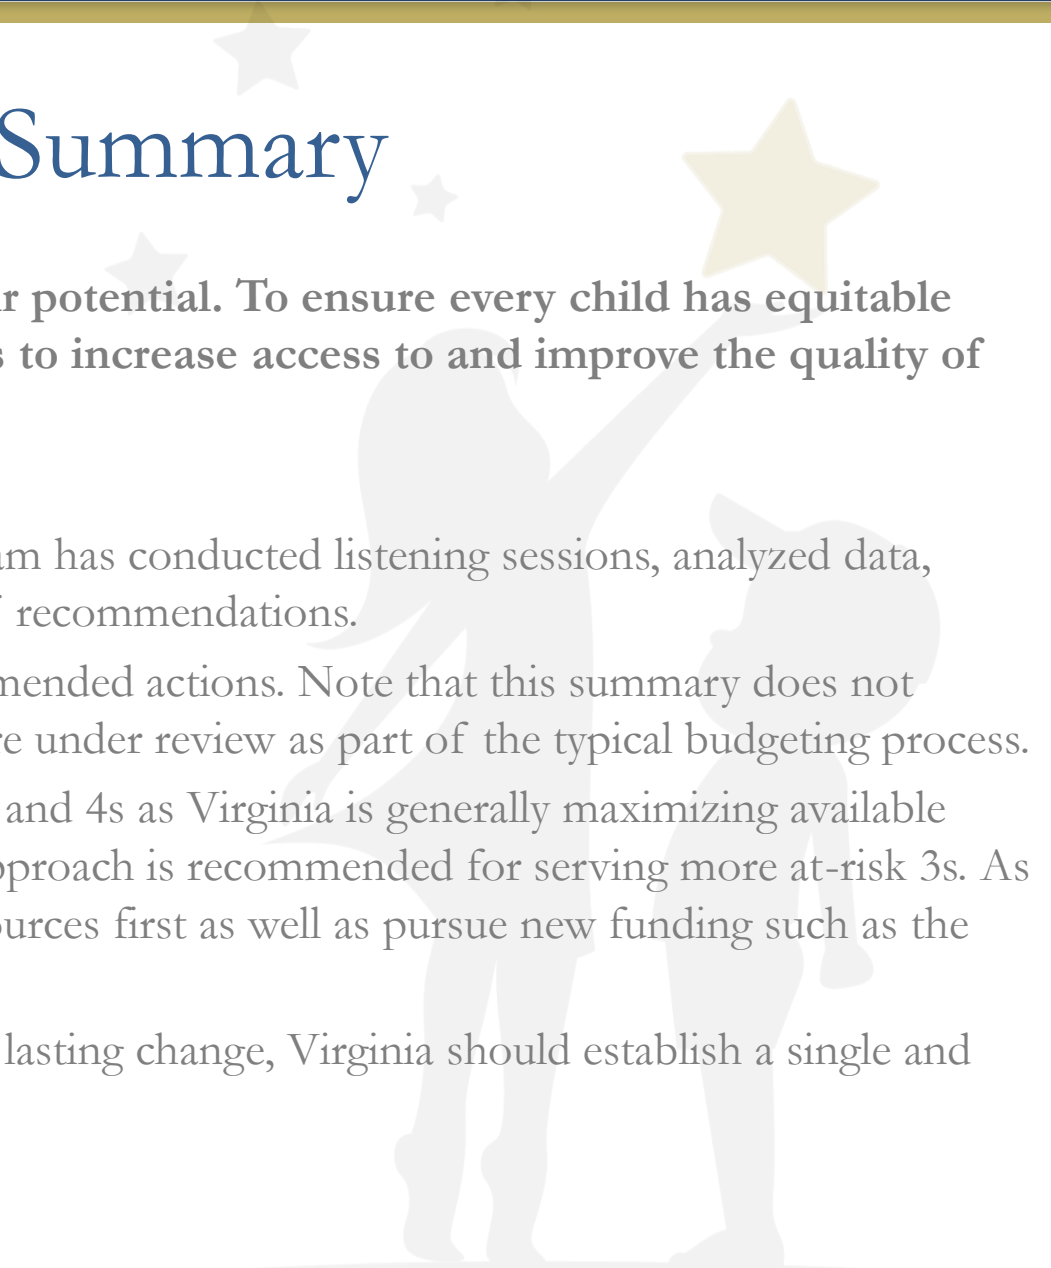 Summary
r potential. To ensure every child has equitable
s to increase access to and improve the quality of
am has conducted listening sessions, analyzed data,
recommendations.
mended actions. Note that this summary does not
re under review as part of the typical budgeting process.
and 4s as Virginia is generally maximizing available
pproach is recommended for serving more at-risk 3s. As
ources first as well as pursue new funding such as the
lasting change, Virginia should establish a single and